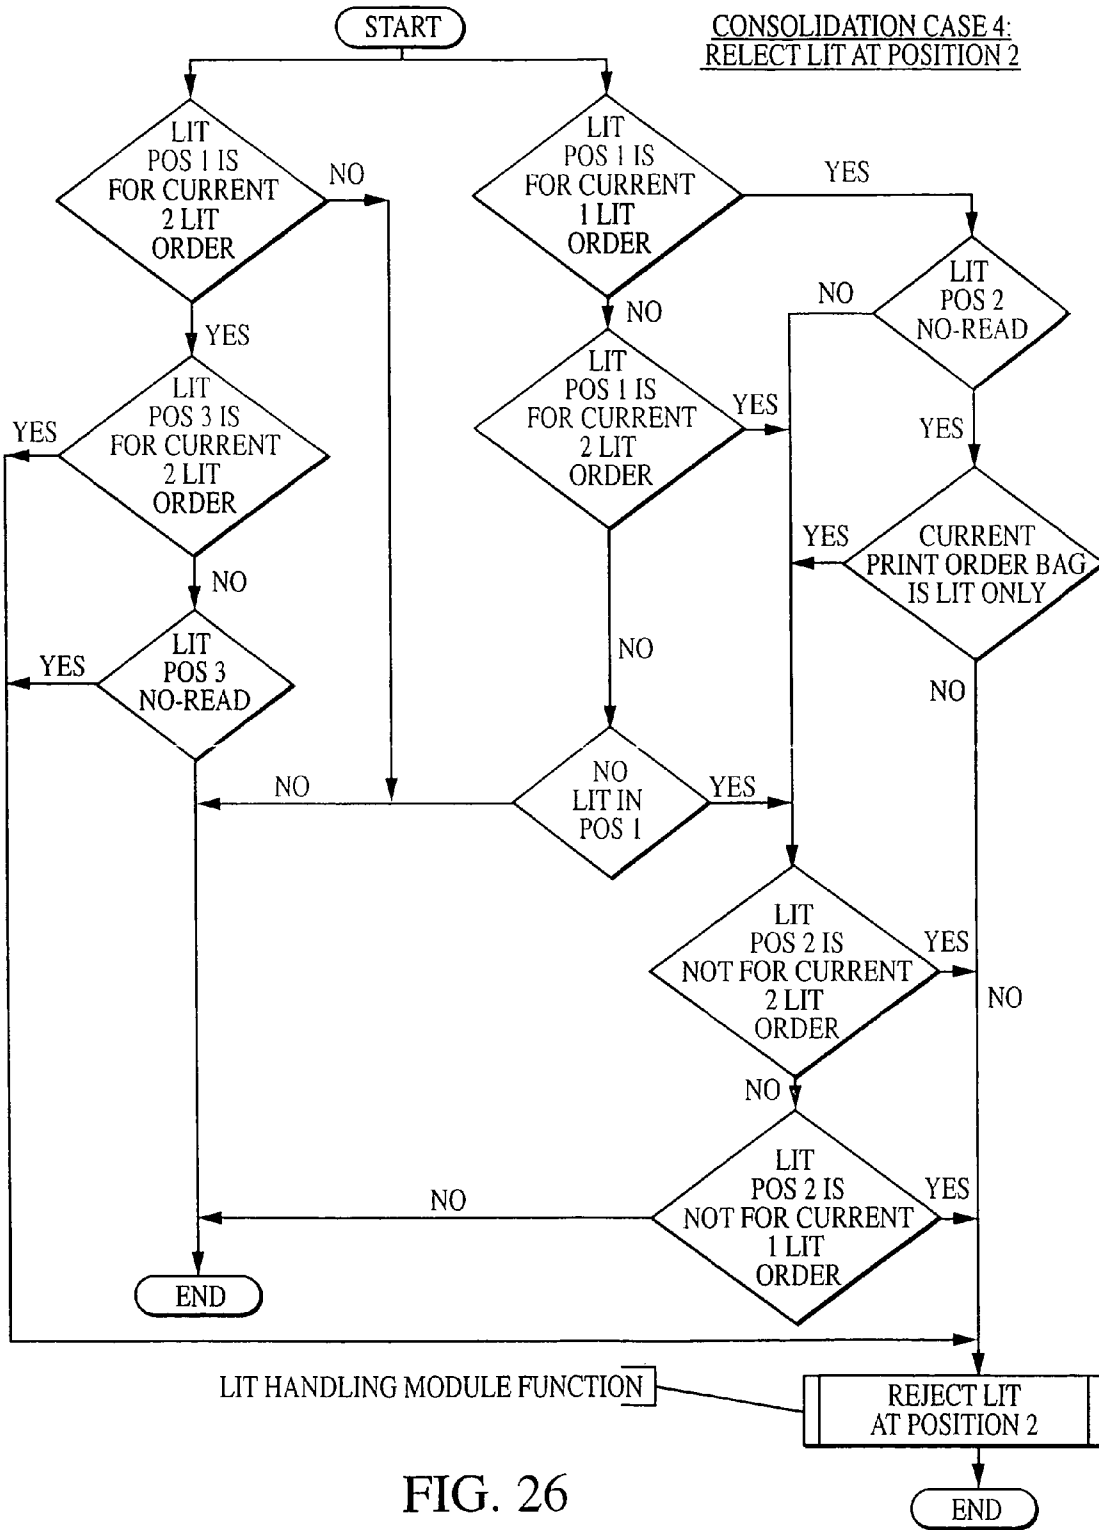 START
CONSOLIDATION CASE 4:
RELECT LIT AT POSITION 2
LIT
POS 1 IS
FOR CURRENT
2 LIT
ORDER
NO
LIT
POS 1 IS
FOR CURRENT
1 LIT
ORDER
YES
LIT
POS 2
NO-READ
NO
YES
NO
LIT
POS 3 IS
FOR CURRENT
2 LIT
ORDER
YES
LIT
POS 1 IS
FOR CURRENT
2 LIT
ORDER
YES
YES
CURRENT
PRINT ORDER BAG
IS LIT ONLY
YES
NO
NO
LIT
POS 3
NO-READ
YES
NO
NO
LIT IN
POS 1
NO
YES
NO
LIT
POS 2 IS
NOT FOR CURRENT
2 LIT
ORDER
YES
NO
NO
LIT
POS 2 IS
NOT FOR CURRENT
1 LIT
ORDER
NO
YES
END
LIT HANDLING MODULE FUNCTION
REJECT LIT
AT POSITION 2
END
FIG. 26